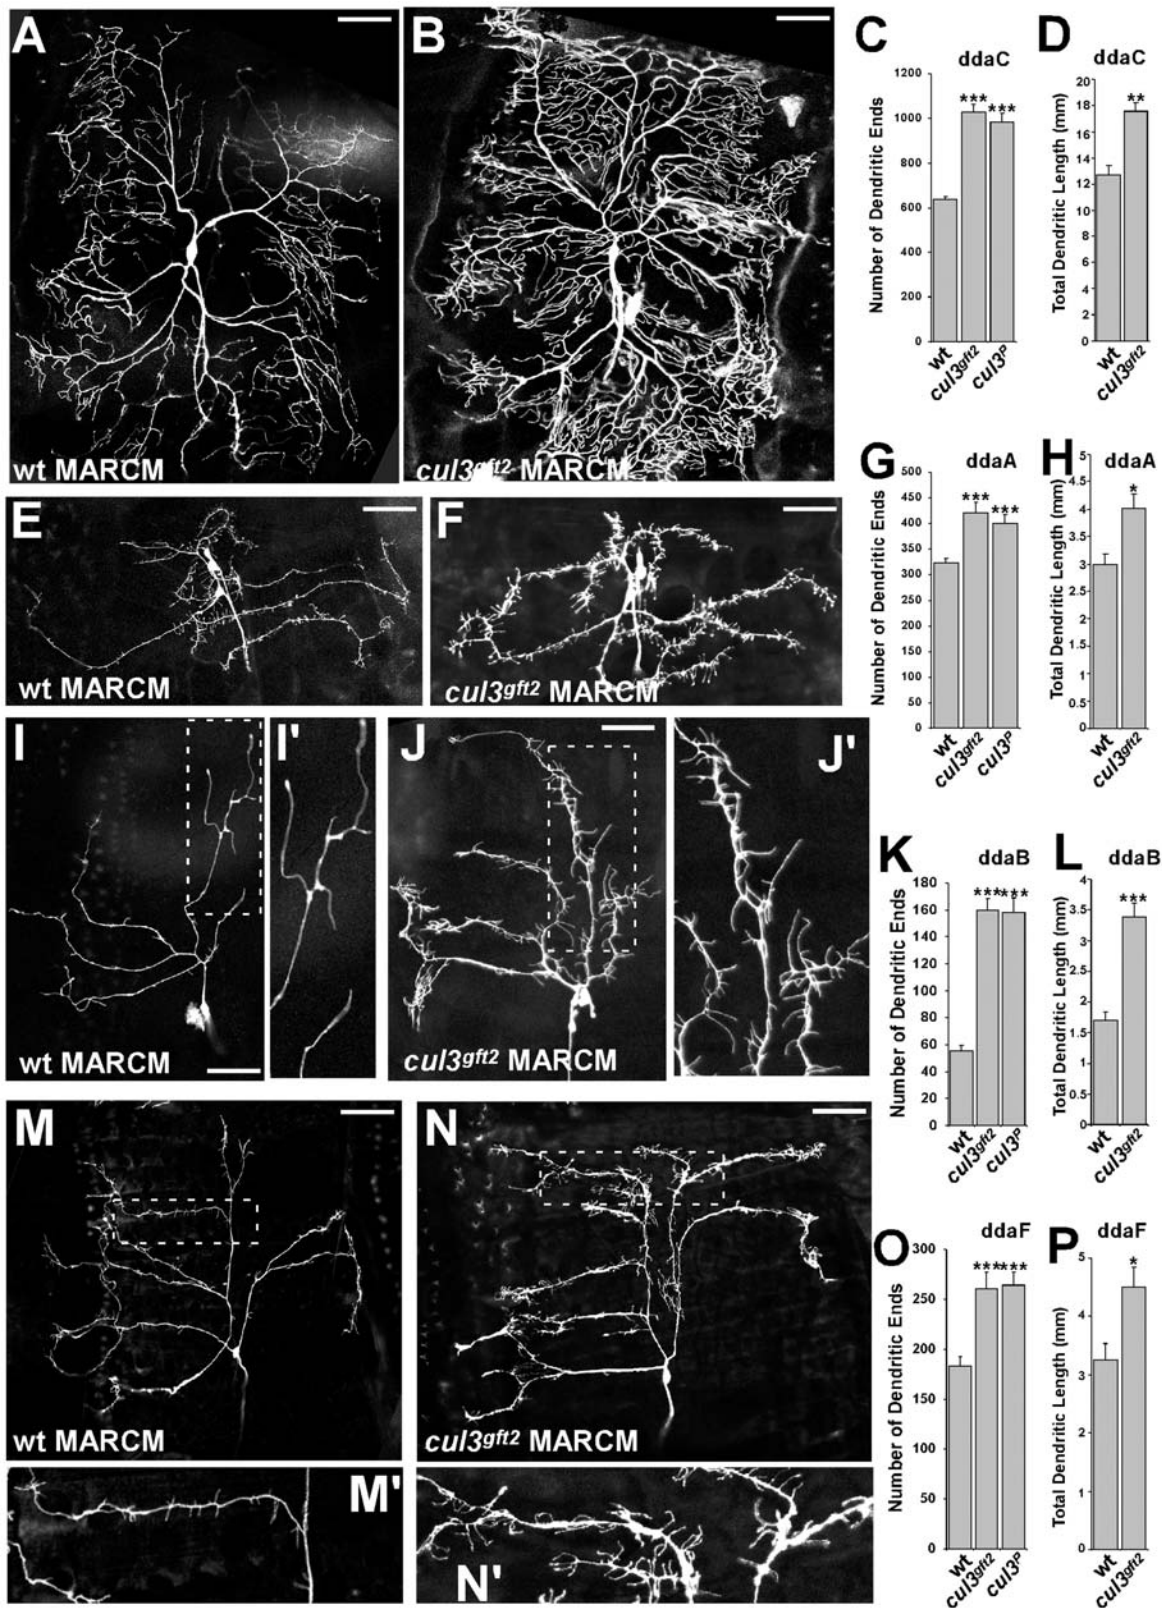 A
wt MARCM
B
cul3gft2 MARCM
C
ddaC
Number of Dendritic Ends
1200
1000
800
600
400
200
0
wt
cul3gft2
cul3P
***
***
D
ddaC
Total Dendritic Length (mm)
20
18
16
14
12
10
8
6
4
2
0
wt
cul3gft2
**
E
wt MARCM
F
cul3gft2 MARCM
G
ddaA
Number of Dendritic Ends
500
450
400
350
300
250
200
150
100
50
0
wt
cul3gft2
cul3P
***
***
H
ddaA
Total Dendritic Length (mm)
5
4.5
4
3.5
3
2.5
2
1.5
1
0.5
0
wt
cul3gft2
*
I
wt MARCM
I'
J
cul3gft2 MARCM
J'
K
ddaB
Number of Dendritic Ends
180
160
140
120
100
80
60
40
20
0
wt
cul3gft2
cul3P
***
***
L
ddaB
Total Dendritic Length (mm)
4
3.5
3
2.5
2
1.5
1
0.5
0
wt
cul3gft2
***
M
wt MARCM
N
cul3gft2 MARCM
O
ddaF
Number of Dendritic Ends
300
250
200
150
100
50
0
wt
cul3gft2
cul3P
***
***
P
ddaF
Total Dendritic Length (mm)
5
4
3
2
1
0
wt
cul3gft2
*
M'
N'